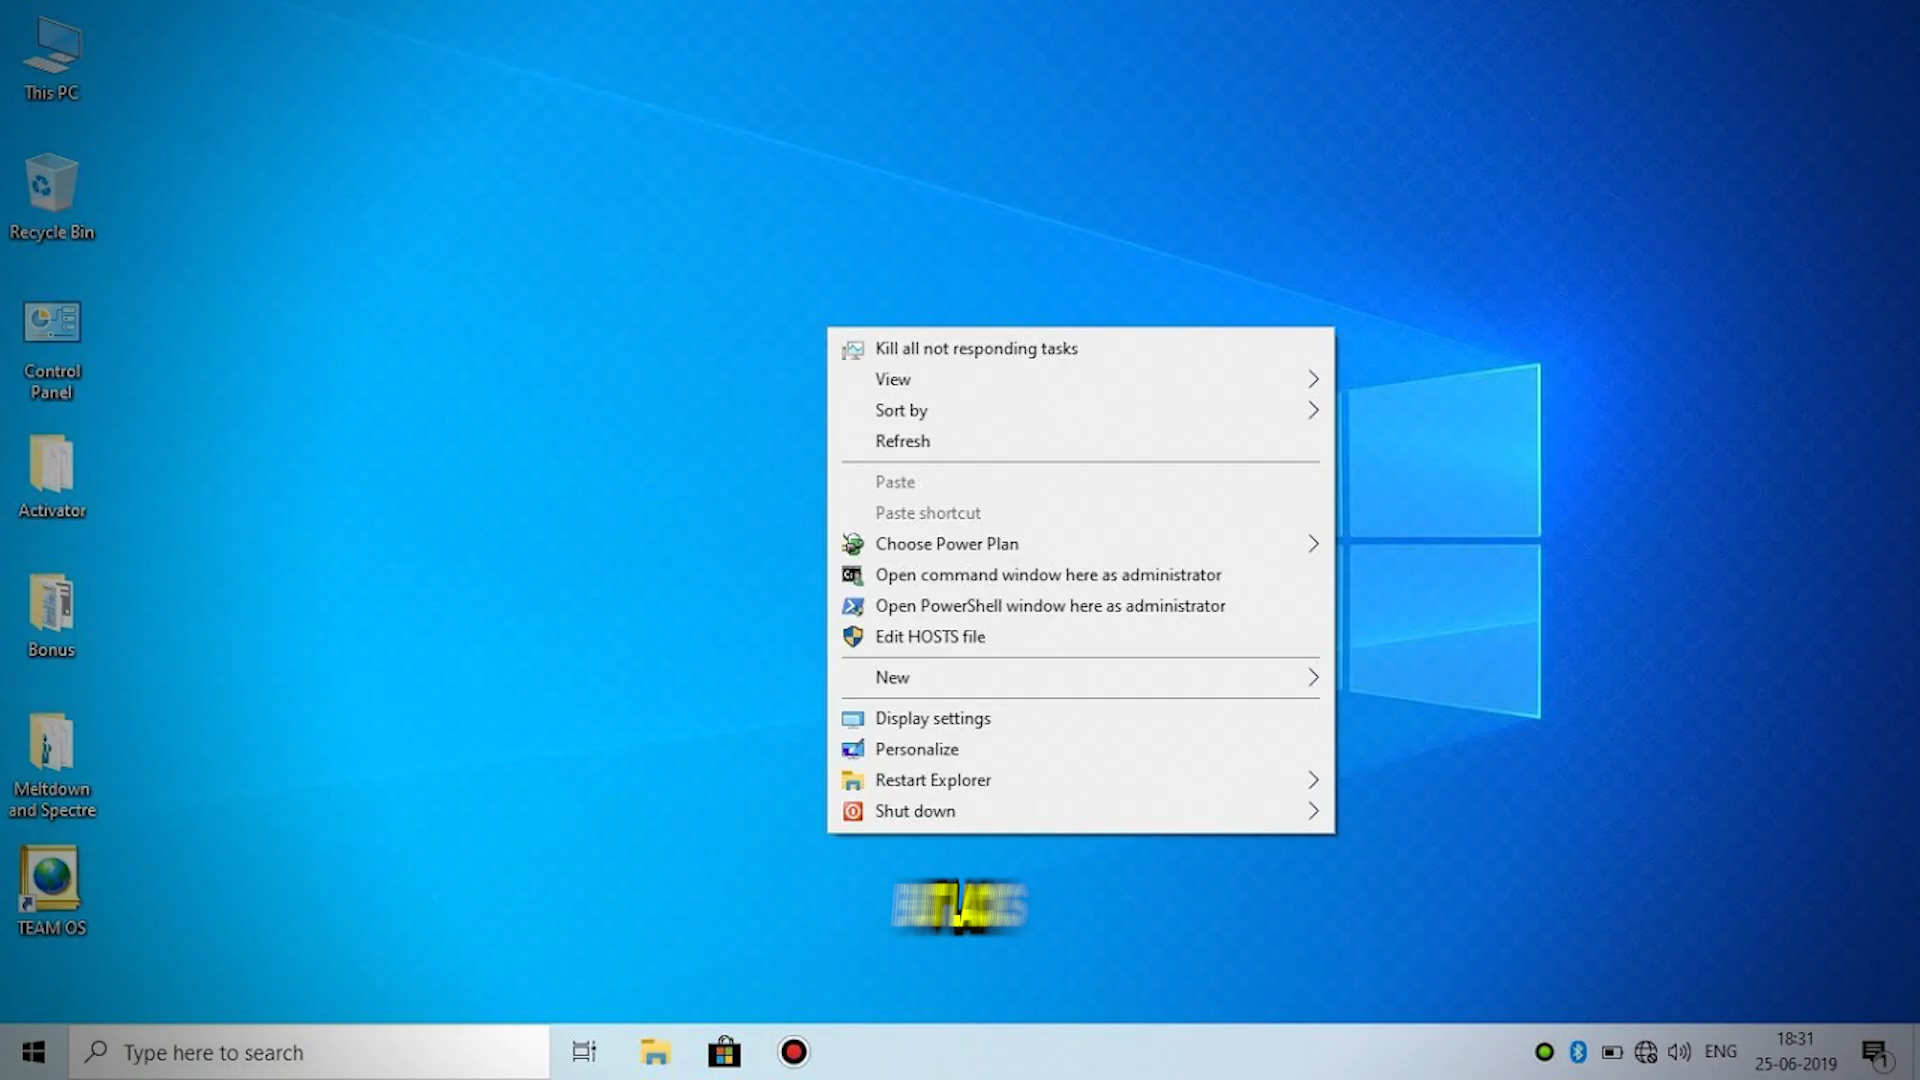 This PC
Recycle Bin
Control
Panel
Activator
Bonus
Meltdown
and Spectre
TEAM OS
Kill all not responding tasks
View
Sort by
Refresh
Paste
Paste shortcut
Choose Power Plan
Open command window here as administrator
Open PowerShell window here as administrator
Edit HOSTS file
New
Display settings
Personalize
Restart Explorer
Shut down
Type here to search
ENG
18:31
25-06-2019
1